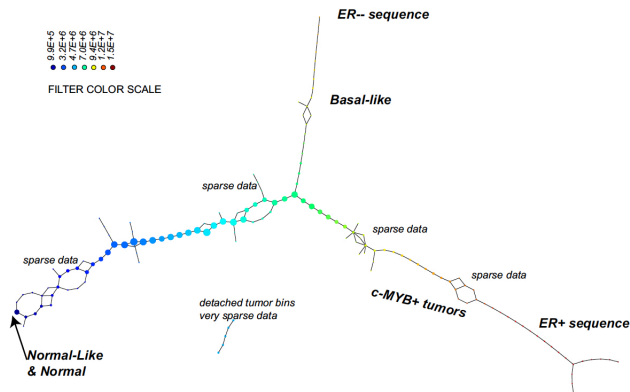 ER-- sequence
9.9E+5
3.2E+6
4.7E+6
7.0E+6
9.4E+6
1.2E+7
1.5E+7
FILTER COLOR SCALE
Basal-like
sparse data
sparse data
sparse data
sparse data
c-MYB+ tumors
detached tumor bins
very sparse data
ER+ sequence
Normal-Like
& Normal